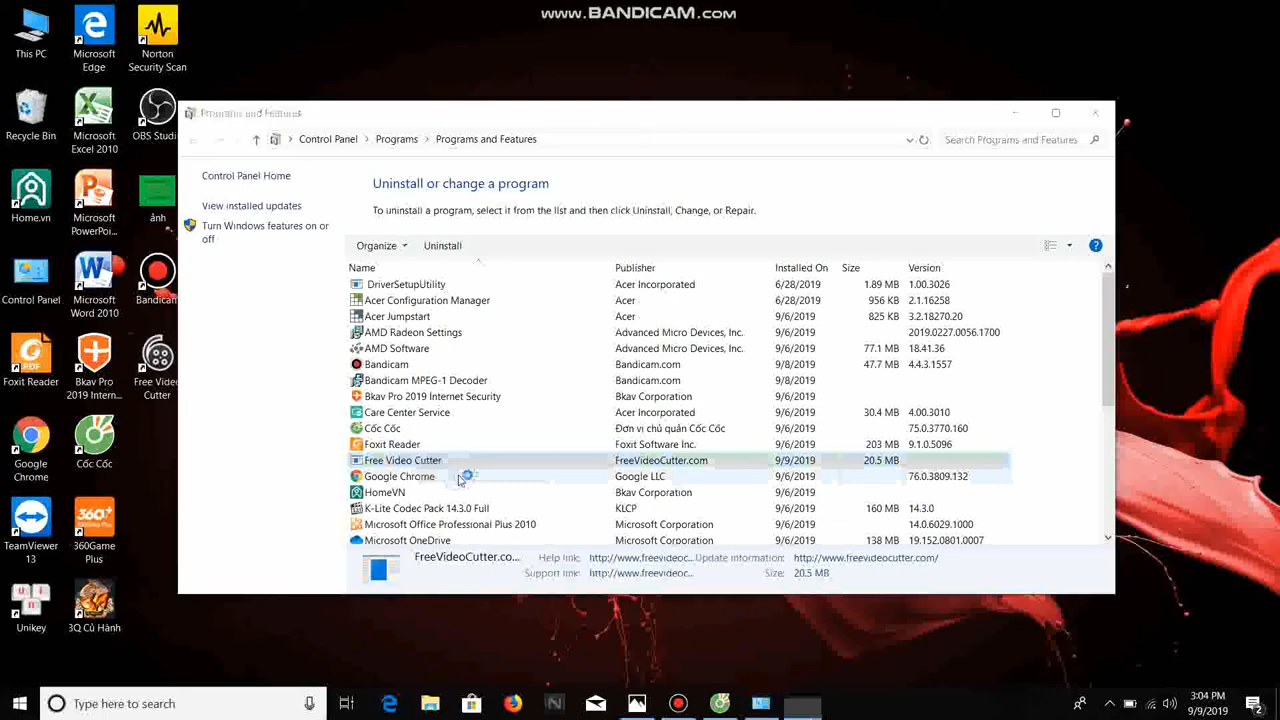 www.BANDICAM.com
This PC
Microsoft
Edge
Norton
Security Scan
Recycle Bin
Microsoft
Excel 2010
OBS Studi
Home.vn
Microsoft
PowerPoi...
ảnh
Control Panel
Microsoft
Word 2010
Bandicam
Foxit Reader
Bkav Pro
2019 Intern...
Free Video
Cutter
Google
Chrome
Cốc Cốc
TeamViewer
13
360Game
Plus
Unikey
3Q Củ Hành
Programs and Features
Control Panel > Programs > Programs and Features
Search Programs and Features
Control Panel Home
View installed updates
Turn Windows features on or
off
Uninstall or change a program
To uninstall a program, select it from the list and then click Uninstall, Change, or Repair.
Organize Uninstall
Name Publisher Installed On Size Version
DriverSetupUtility Acer Incorporated 6/28/2019 1.89 MB 1.00.3026
Acer Configuration Manager Acer 6/28/2019 956 KB 2.1.16258
Acer Jumpstart Acer 9/6/2019 825 KB 3.2.18270.20
AMD Radeon Settings Advanced Micro Devices, Inc. 9/6/2019 2019.0227.0056.1700
AMD Software Advanced Micro Devices, Inc. 9/6/2019 77.1 MB 18.41.36
Bandicam Bandicam.com 9/8/2019 47.7 MB 4.4.3.1557
Bandicam MPEG-1 Decoder Bandicam.com 9/8/2019
Bkav Pro 2019 Internet Security Bkav Corporation 9/6/2019
Care Center Service Acer Incorporated 9/6/2019 30.4 MB 4.00.3010
Cốc Cốc Đơn vị chủ quản Cốc Cốc 9/6/2019 75.0.3770.160
Foxit Reader Foxit Software Inc. 9/6/2019 203 MB 9.1.0.5096
Free Video Cutter FreeVideoCutter.com 9/9/2019 20.5 MB
Google Chrome Google LLC 9/6/2019 76.0.3809.132
HomeVN Bkav Corporation 9/6/2019
K-Lite Codec Pack 14.3.0 Full KLCP 9/6/2019 160 MB 14.3.0
Microsoft Office Professional Plus 2010 Microsoft Corporation 9/6/2019 14.0.6029.1000
Microsoft OneDrive Microsoft Corporation 9/6/2019 138 MB 19.152.0801.0007
FreeVideoCutter.co... Help link: http://www.freevideoc... Update information: http://www.freevideocutter.com/
Support link: http://www.freevideoc... Size: 20.5 MB
Type here to search
3:04 PM
9/9/2019
2